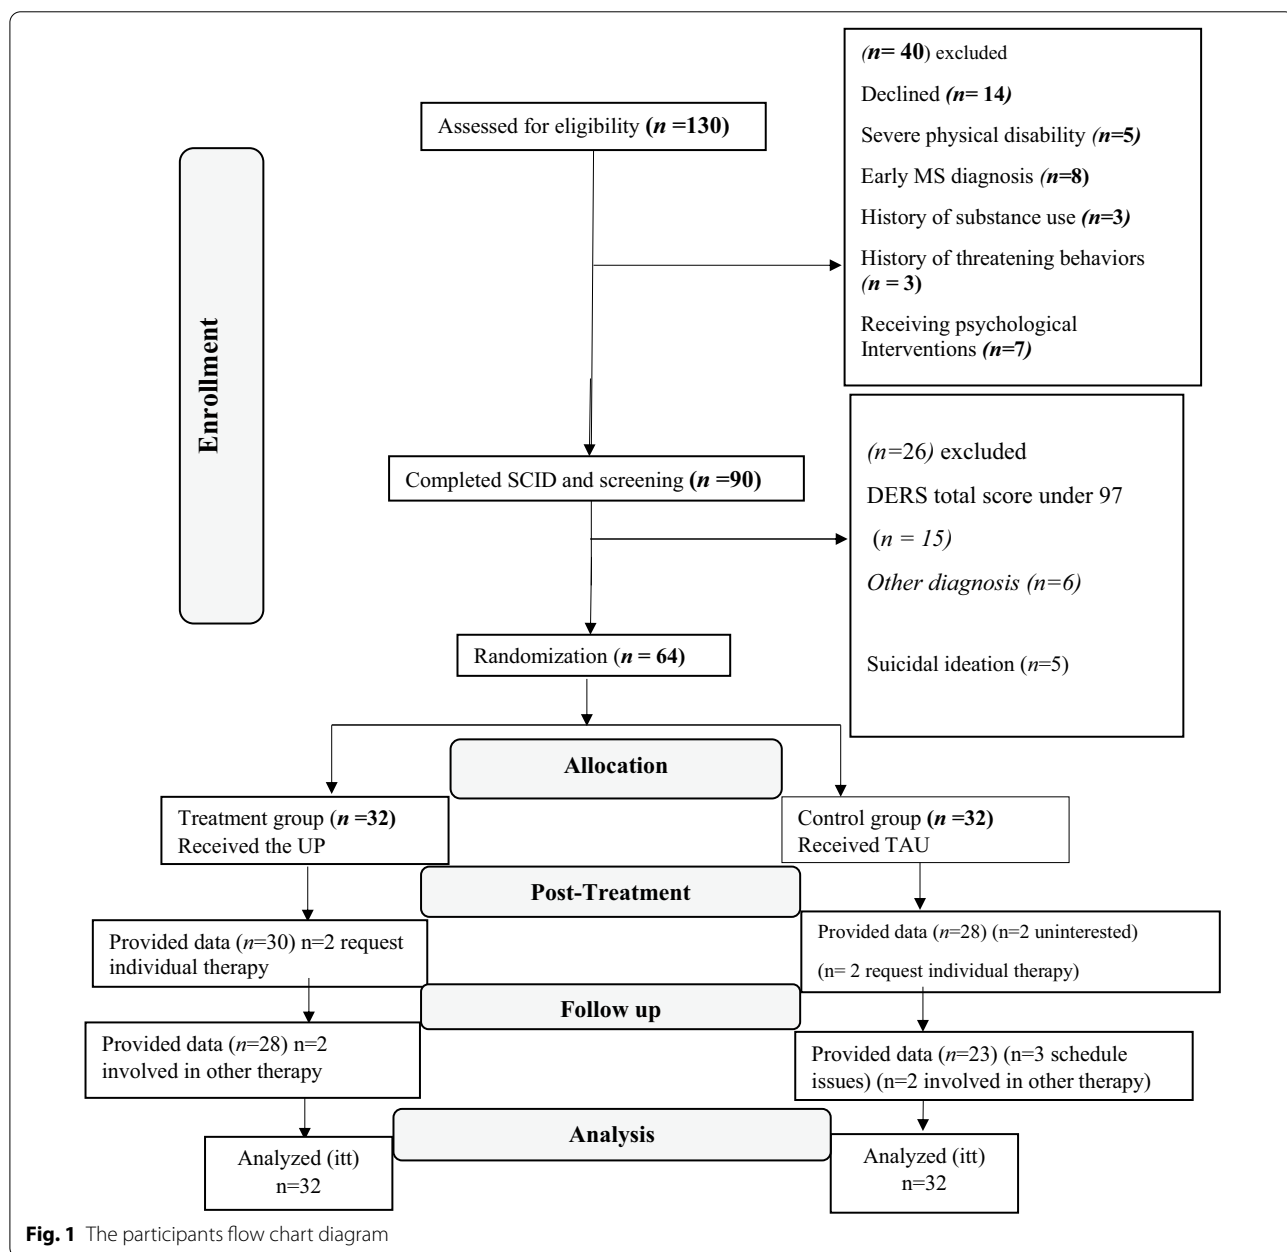 Assessed for eligibility (n =130)
(n= 40) excluded
Declined (n= 14)
Severe physical disability (n=5)
Early MS diagnosis (n=8)
History of substance use (n=3)
History of threatening behaviors
(n = 3)
Receiving psychological
Interventions (n=7)
Enrollment
Completed SCID and screening (n =90)
(n=26) excluded
DERS total score under 97
(n = 15)
Other diagnosis (n=6)
Suicidal ideation (n=5)
Randomization (n = 64)
Allocation
Treatment group (n =32)
Received the UP
Control group (n =32)
Received TAU
Post-Treatment
Provided data (n=30) n=2 request
individual therapy
Provided data (n=28) (n=2 uninterested)
(n= 2 request individual therapy)
Follow up
Provided data (n=28) n=2
involved in other therapy
Provided data (n=23) (n=3 schedule
issues) (n=2 involved in other therapy)
Analysis
Analyzed (itt)
n=32
Analyzed (itt)
n=32
Fig. 1 The participants flow chart diagram